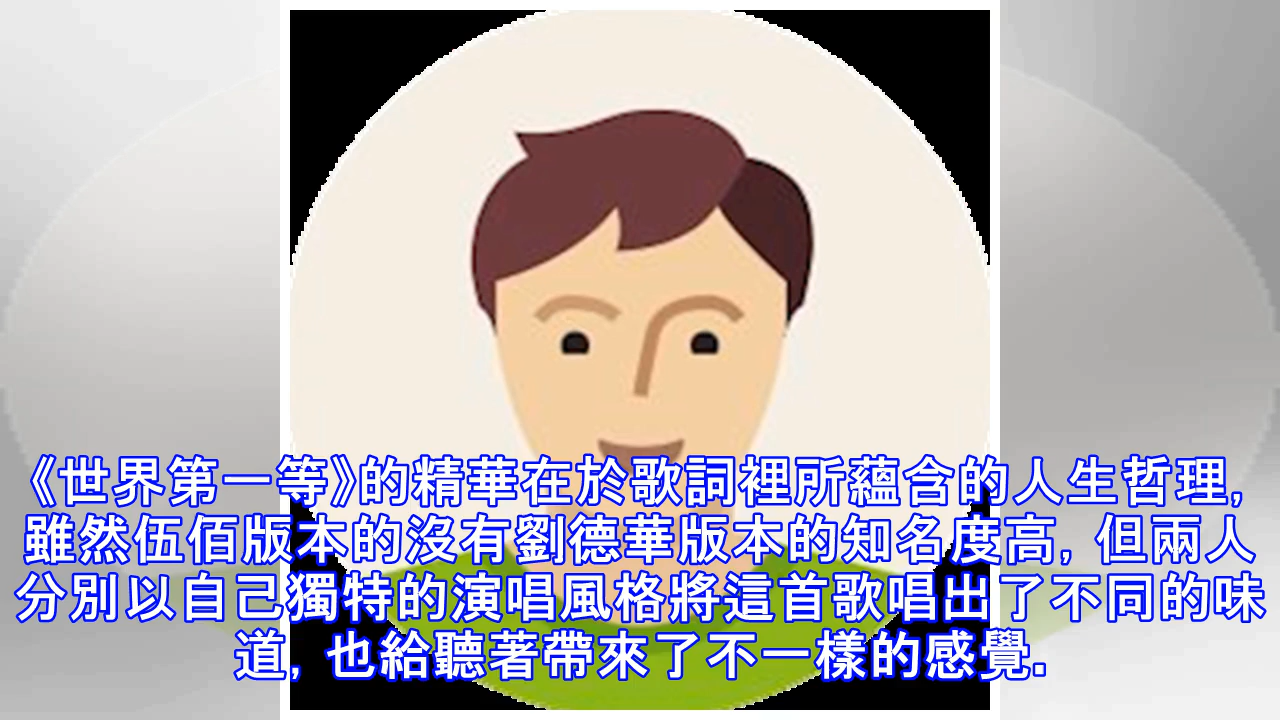 《世界第一等》的精華在於歌詞裡所蘊含的人生哲理,
雖然伍佰版本的沒有劉德華版本的知名度高, 但兩人
分別以自己獨特的演唱風格將這首歌唱出了不同的味
道, 也給聽著帶來了不一樣的感覺.